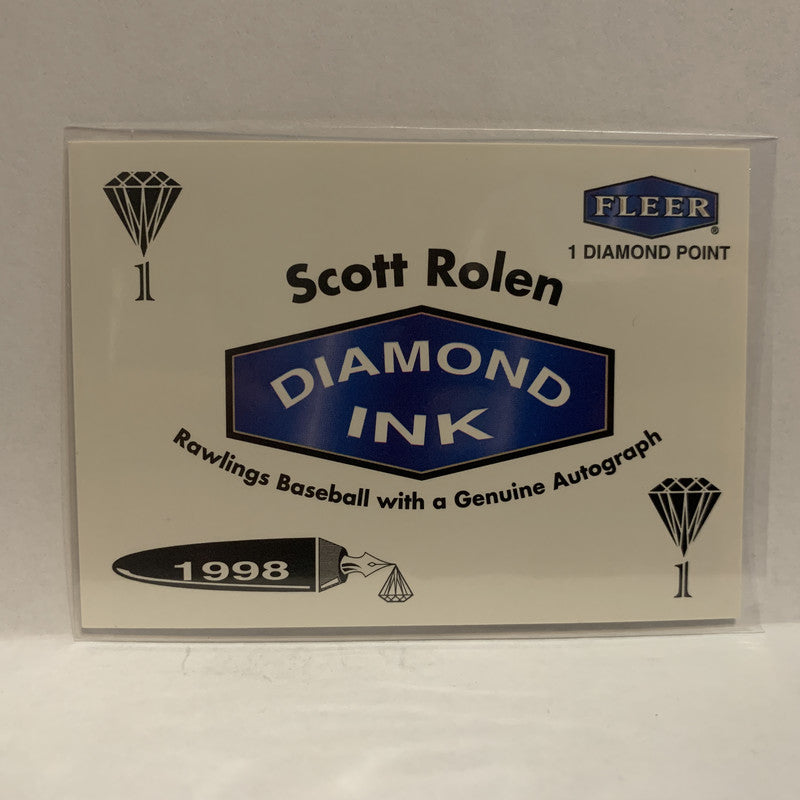 FLEER®
1 DIAMOND POINT
1
Scott Rolen
DIAMOND
INK
Rawlings Baseball with a Genuine Autograph
1998
1